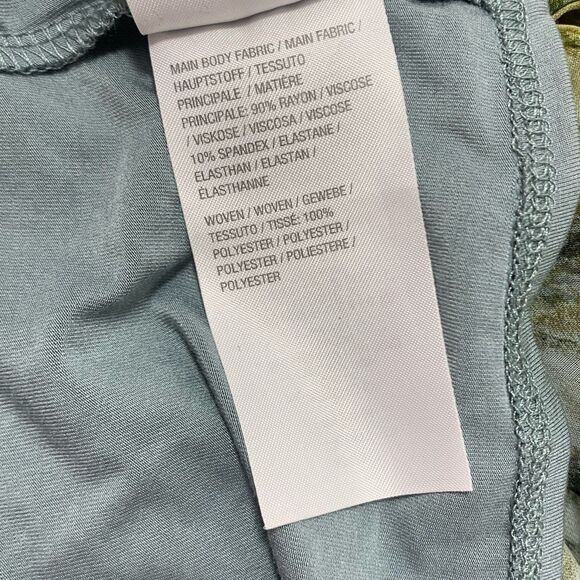 MAIN BODY FABRIC / MAIN FABRIC /
HAUPTSTOFF / TESSUTO
PRINCIPALE / MATIÈRE
PRINCIPALE: 90% RAYON / VISCOSE
/ VISKOSE / VISCOSA / VISCOSE
10% SPANDEX / ELASTANE /
ELASTHAN / ELASTAN /
ÉLASTHANNE
WOVEN / WOVEN / GEWEBE /
TESSUTO / TISSÉ: 100%
POLYESTER / POLYESTER /
POLYESTER / POLIESTERE /
POLYESTER